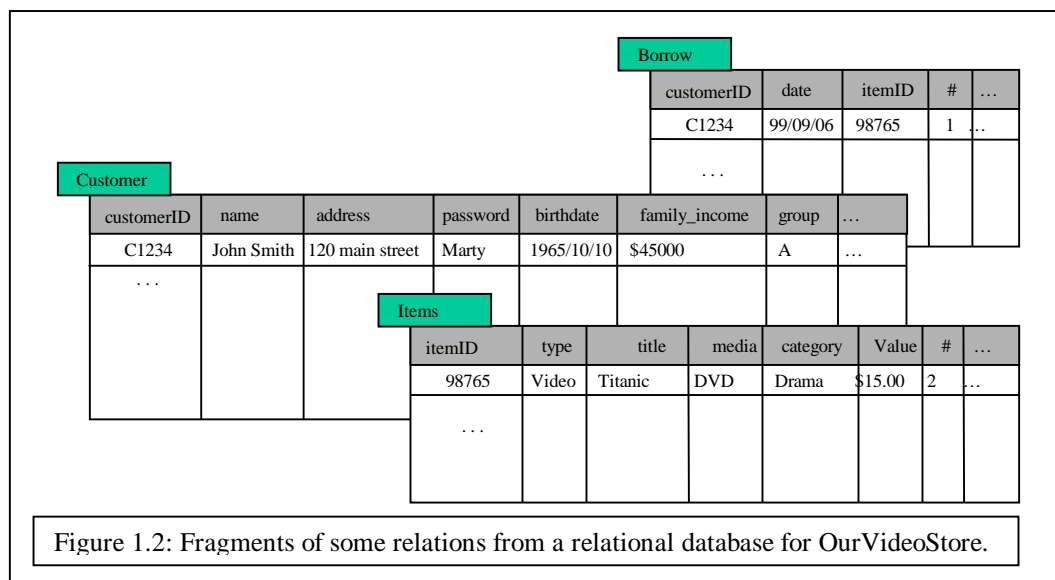 Borrow
customerID date itemID # …
C1234 99/09/06 98765 1 …
. . .
Customer
customerID name address password birthdate family_income group …
C1234 John Smith 120 main street Marty 1965/10/10 $45000 A …
. . .
Items
itemID type title media category Value # …
98765 Video Titanic DVD Drama $15.00 2 …
. . .
Figure 1.2: Fragments of some relations from a relational database for OurVideoStore.